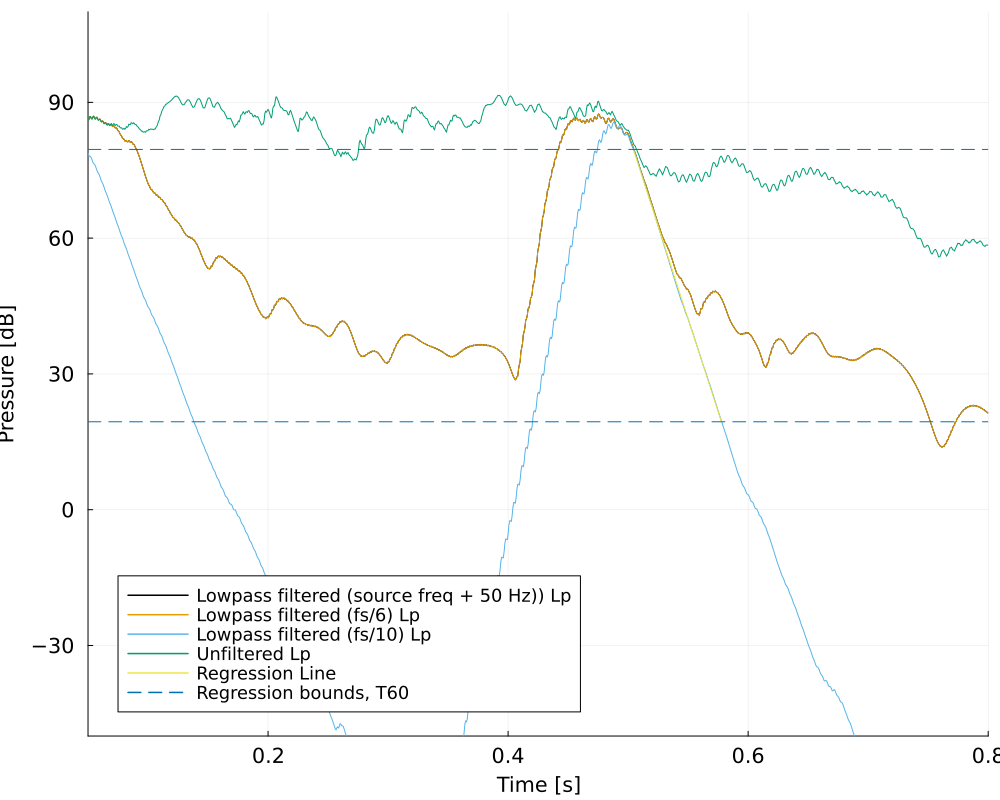 Pressure [dB]
90
60
30
0
−30
Lowpass filtered (source freq + 50 Hz)) Lp
Lowpass filtered (fs/6) Lp
Lowpass filtered (fs/10) Lp
Unfiltered Lp
Regression Line
Regression bounds, T60
0.2
0.4
0.6
0.8
Time [s]